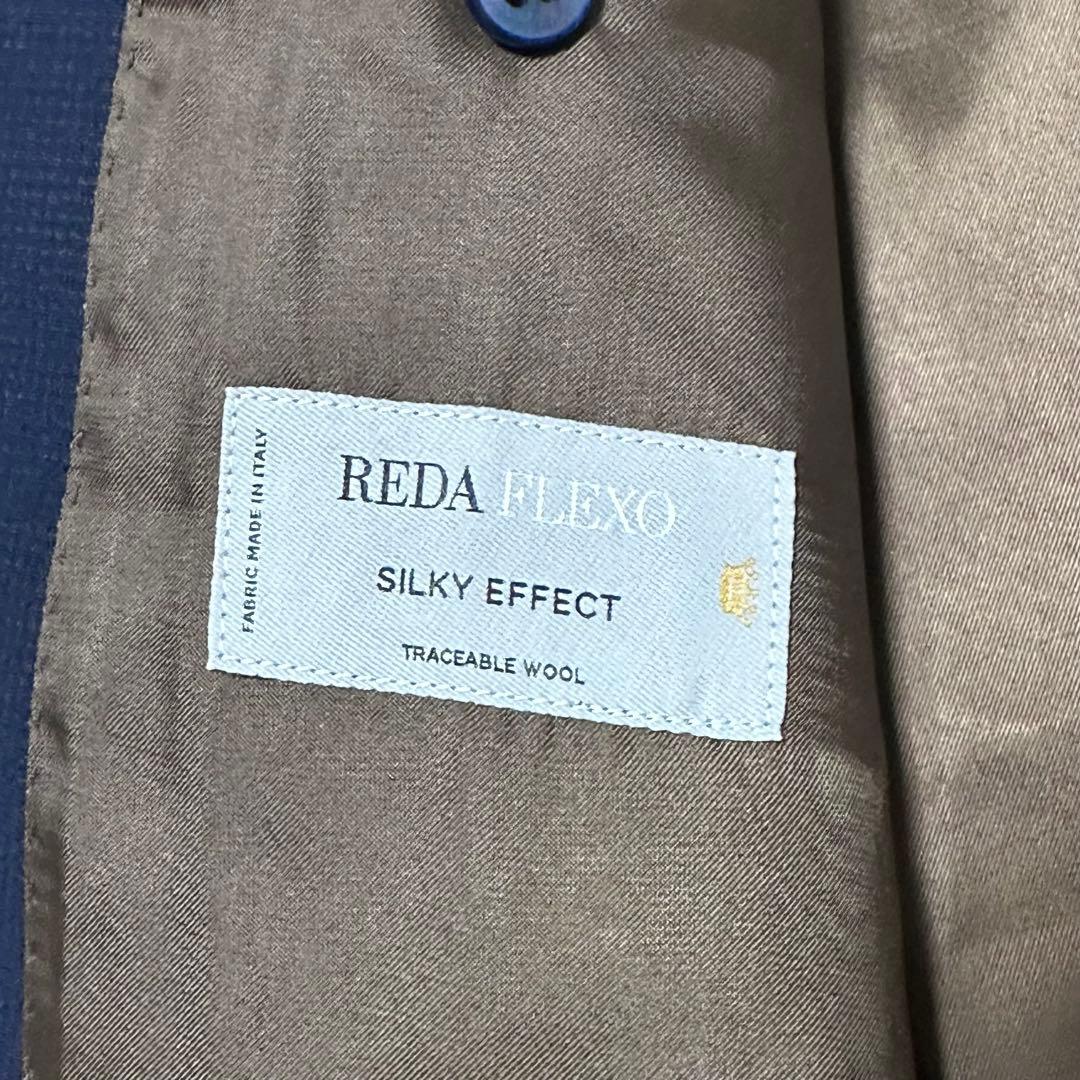 REDA FLEXO
SILKY EFFECT
TRACEABLE WOOL
FABRIC MADE IN ITALY